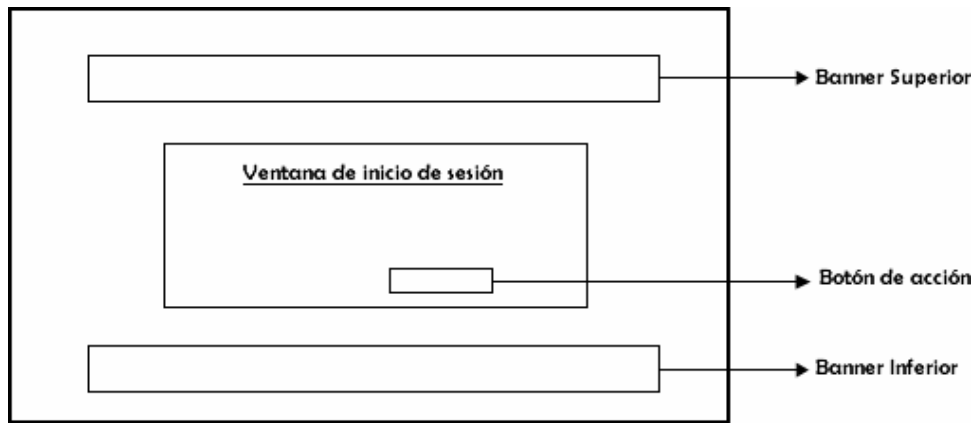 Banner Superior
Ventana de inicio de sesión
Botón de acción
Banner Inferior